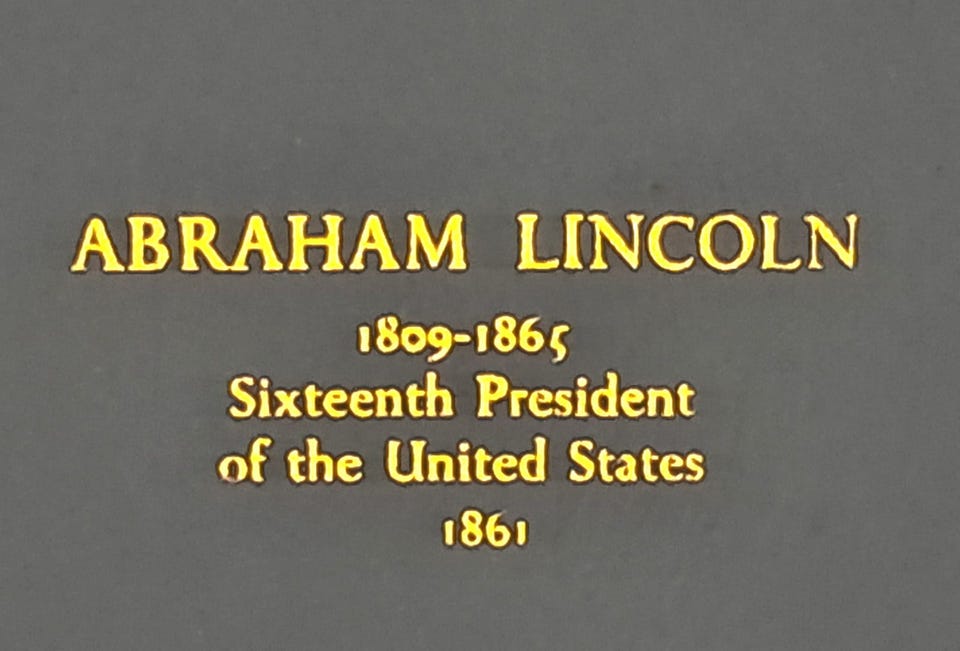 ABRAHAM LINCOLN
1809-1865
Sixteenth President
of the United States
1861